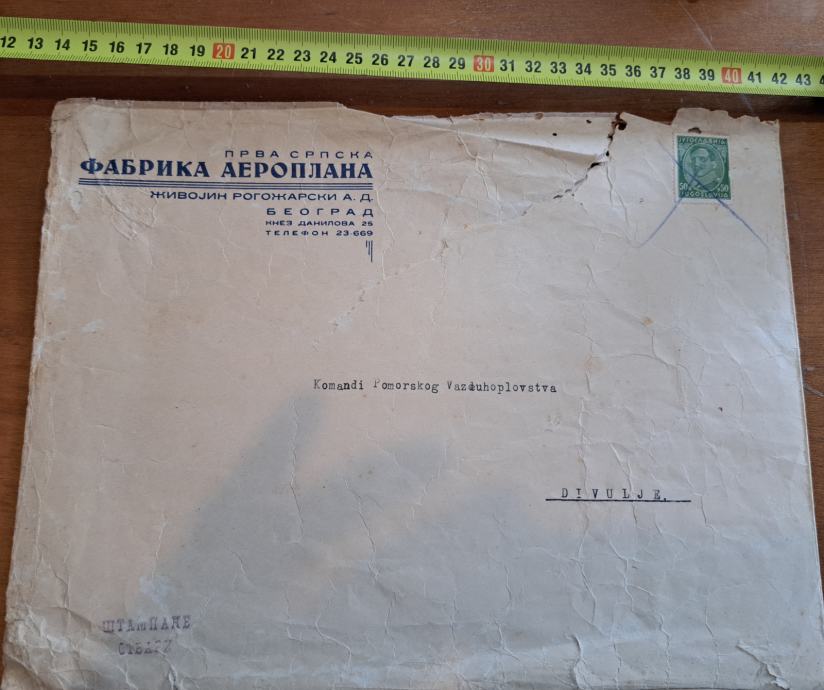 12 13 14 15 16 17 18 19 20 21 22 23 24 25 26 27 28 29 30 31 32 33 34 35 36 37 38 39 40 41 42 43
ПРВА СРПСКА
ФАБРИКА АЕРОПЛАНА
ЖИВОЈИН РОГОЖАРСКИ А. Д.
БЕОГРАД
КНЕЗ ДАНИЛОВА 25
ТЕЛЕФОН 23-669
ЈУГОСЛАВИЈА
50 50
JUGOSLAVIJA
Komandi Pomorskog Vazduhoplovstva
DIVULJE.
ШТАМПАНЕ
СТВАРИ